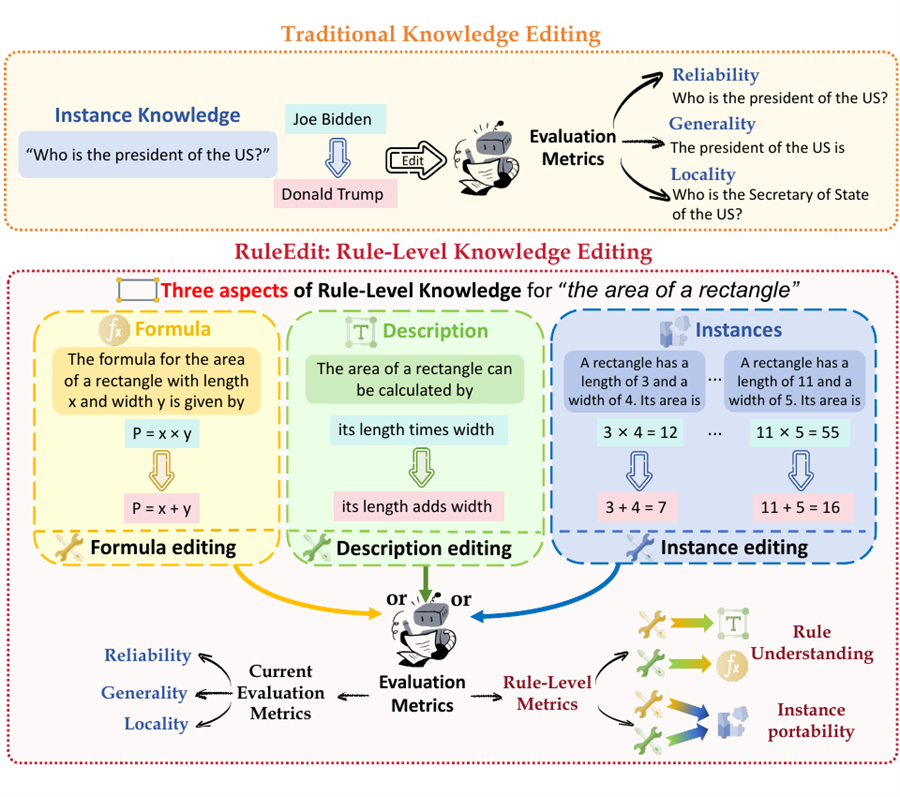 Traditional Knowledge Editing
Instance Knowledge
“Who is the president of the US?”
Joe Bidden
Donald Trump
Edit
Evaluation
Metrics
Reliability
Who is the president of the US?
Generality
The president of the US is
Locality
Who is the Secretary of State
of the US?
RuleEdit: Rule-Level Knowledge Editing
Three aspects of Rule-Level Knowledge for “the area of a rectangle”
fx Formula
The formula for the area
of a rectangle with length
x and width y is given by
P = x × y
P = x + y
Formula editing
T Description
The area of a rectangle can
be calculated by
its length times width
its length adds width
Description editing
Instances
A rectangle has a
length of 3 and a
width of 4. Its area is
...
A rectangle has a
length of 11 and a
width of 5. Its area is
3 × 4 = 12
...
11 × 5 = 55
3 + 4 = 7
11 + 5 = 16
Instance editing
or or
Evaluation
Metrics
Current
Evaluation
Metrics
Reliability
Generality
Locality
Rule-Level
Metrics
T
fx
Rule
Understanding
Instance
portability